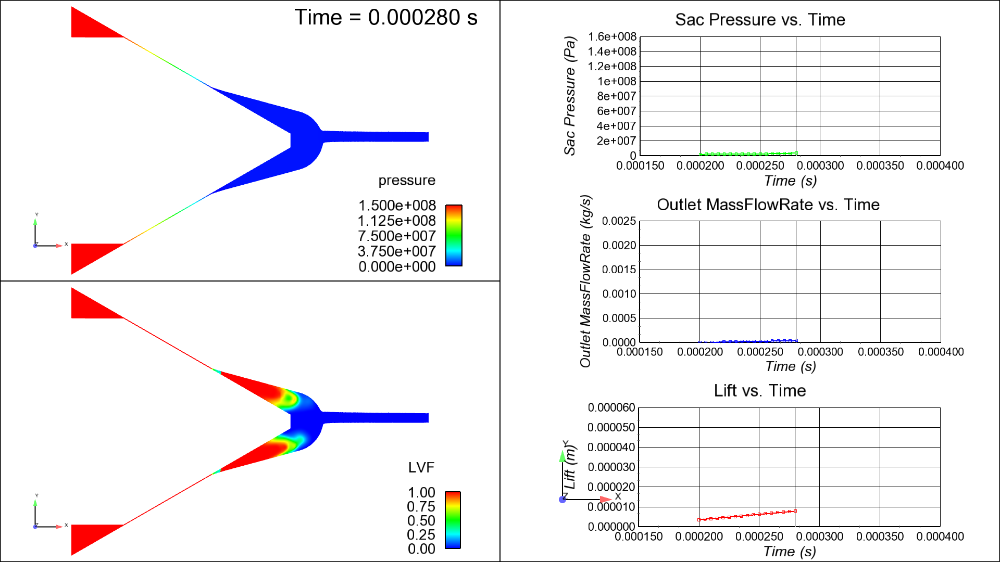 Time = 0.000280 s
pressure
1.500e+008
1.125e+008
7.500e+007
3.750e+007
0.000e+000
Y
Z
X
LVF
1.00
0.75
0.50
0.25
0.00
Y
Z
X
Sac Pressure vs. Time
Sac Pressure (Pa)
1.6e+008
1.4e+008
1.2e+008
1e+008
8e+007
6e+007
4e+007
2e+007
0
0.000150 0.000200 0.000250 0.000300 0.000350 0.000400
Time (s)
Outlet MassFlowRate vs. Time
Outlet MassFlowRate (kg/s)
0.0025
0.0020
0.0015
0.0010
0.0005
0.0000
0.000150 0.000200 0.000250 0.000300 0.000350 0.000400
Time (s)
Lift vs. Time
Lift (m)
0.000060
0.000050
0.000040
0.000030
0.000020
0.000010
0.000000
0.000150 0.000200 0.000250 0.000300 0.000350 0.000400
Time (s)
Y
Z
X